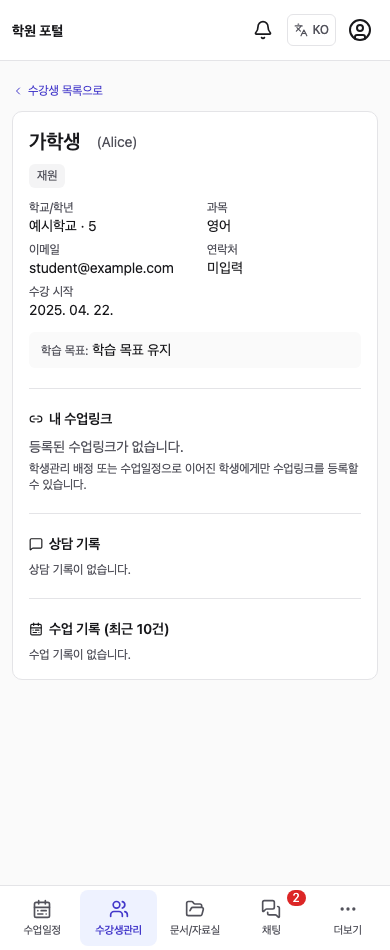 학원 포털
KO
수강생 목록으로
가학생 (Alice)
재원
학교/학년
예시학교 · 5
과목
영어
이메일
student@example.com
연락처
미입력
수강 시작
2025. 04. 22.
학습 목표: 학습 목표 유지
내 수업링크
등록된 수업링크가 없습니다.
학생관리 배정 또는 수업일정으로 이어진 학생에게만 수업링크를 등록할
수 있습니다.
상담 기록
상담 기록이 없습니다.
수업 기록 (최근 10건)
수업 기록이 없습니다.
수업일정
수강생관리
문서/자료실
2
채팅
더보기